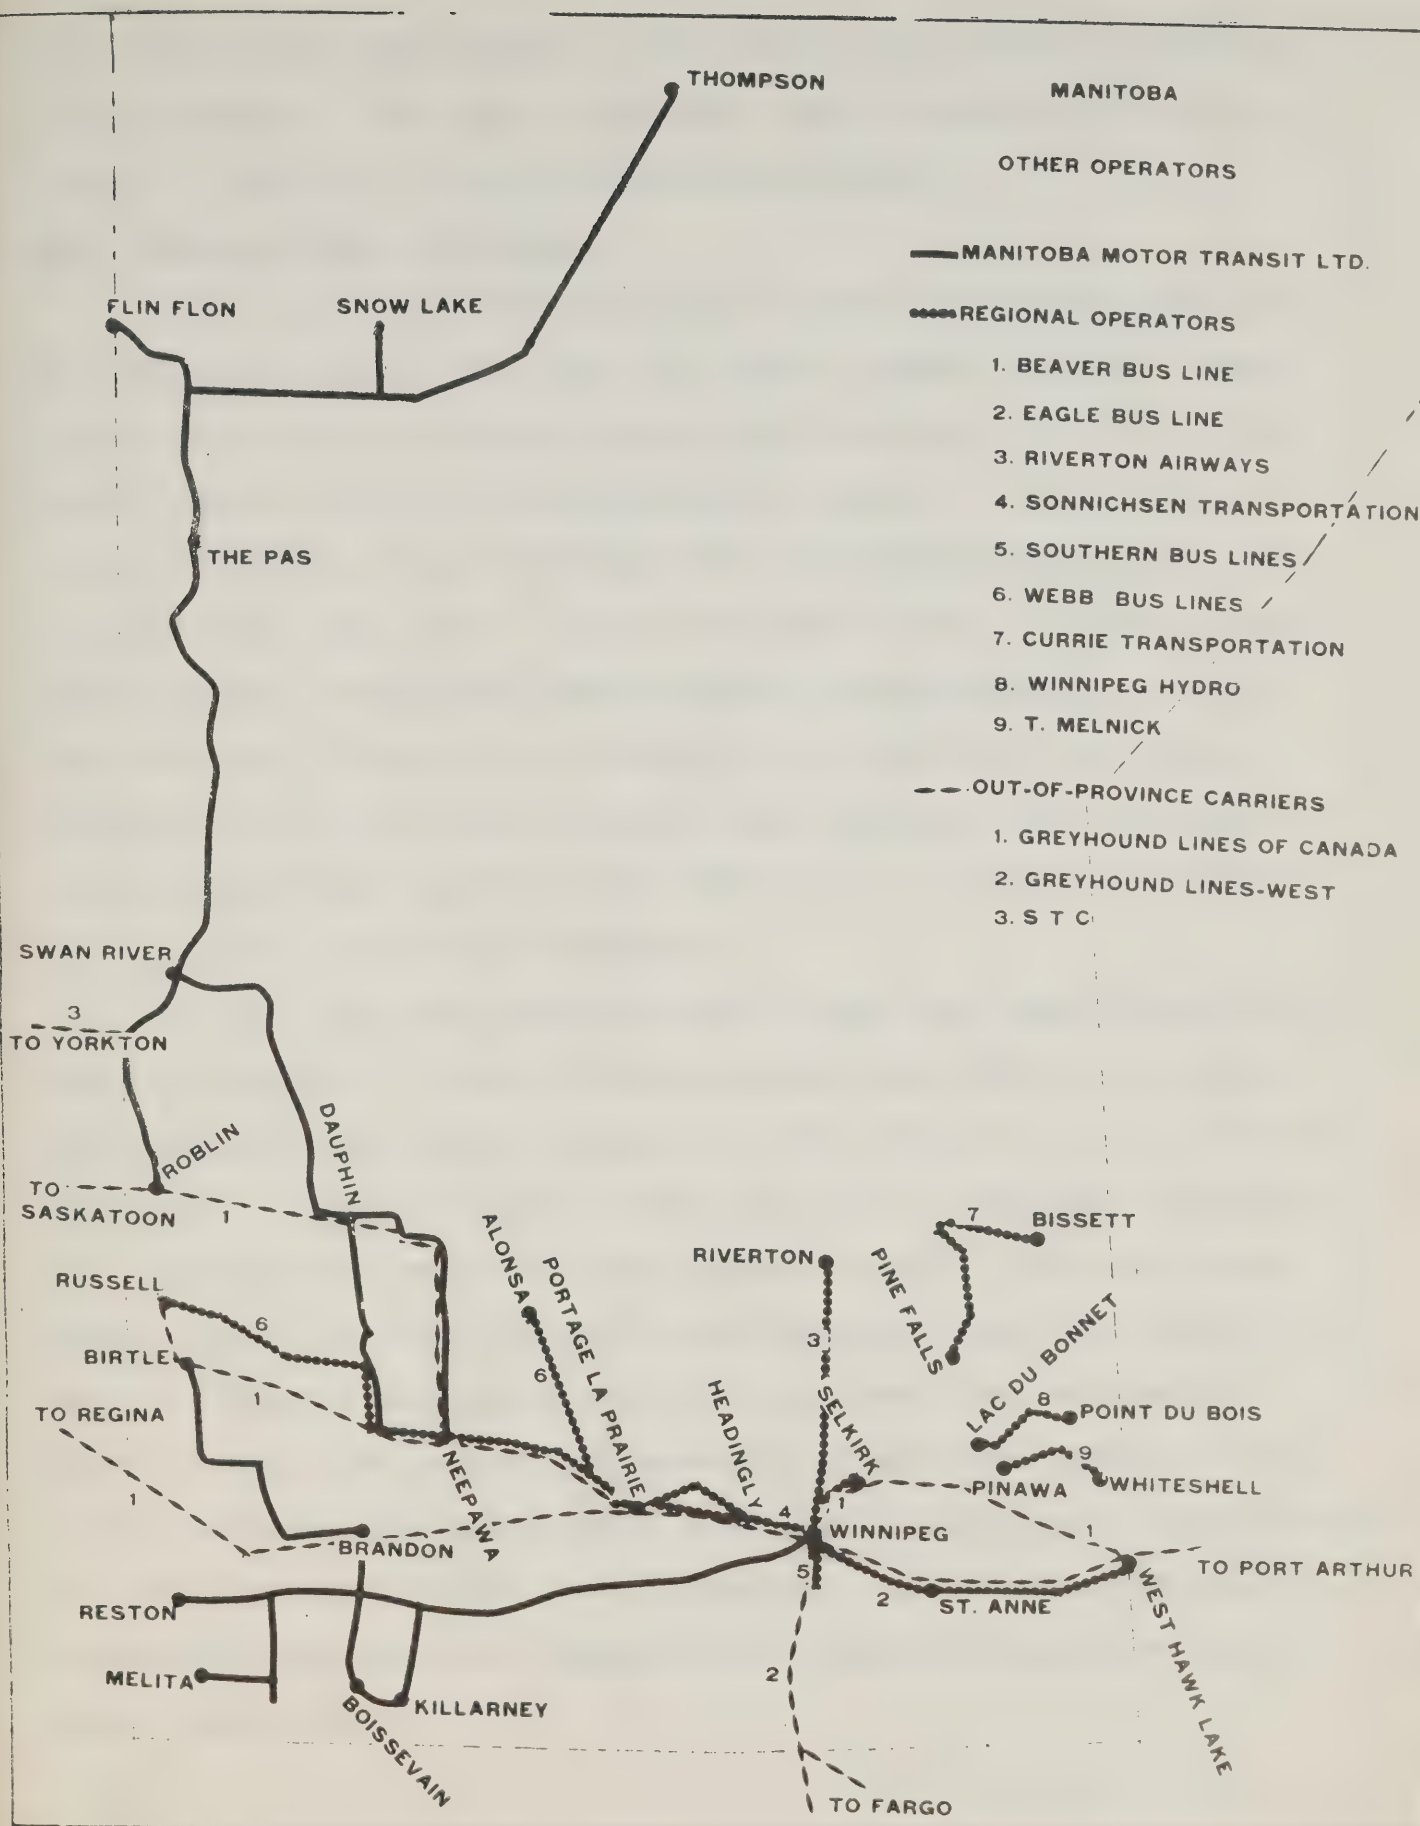 THOMPSON
MANITOBA
OTHER OPERATORS
MANITOBA MOTOR TRANSIT LTD.
REGIONAL OPERATORS
1. BEAVER BUS LINE
2. EAGLE BUS LINE
3. RIVERTON AIRWAYS
4. SONNICHSEN TRANSPORTATION
5. SOUTHERN BUS LINES
6. WEBB BUS LINES
7. CURRIE TRANSPORTATION
8. WINNIPEG HYDRO
9. T. MELNICK
OUT-OF-PROVINCE CARRIERS
1. GREYHOUND LINES OF CANADA
2. GREYHOUND LINES-WEST
3. S T C
FLIN FLON
SNOW LAKE
THE PAS
SWAN RIVER
3
TO YORKTON
DAUPHIN
ROBLIN
TO
SASKATOON
1
ALONSA
PORTAGE LA PRAIRIE
RIVERTON
PINE FALLS
7
BISSETT
RUSSELL
6
BIRTLE
1
6
3
HEADINGLY
SELKIRK
LAC DU BONNET
8
POINT DU BOIS
9
PINAWA
WHITESHELL
TO REGINA
1
NEEPAWA
4
1
WINNIPEG
1
BRANDON
5
2
ST. ANNE
TO PORT ARTHUR
WEST HAWK LAKE
RESTON
MELITA
2
BOISSEVAIN
KILLARNEY
TO FARGO